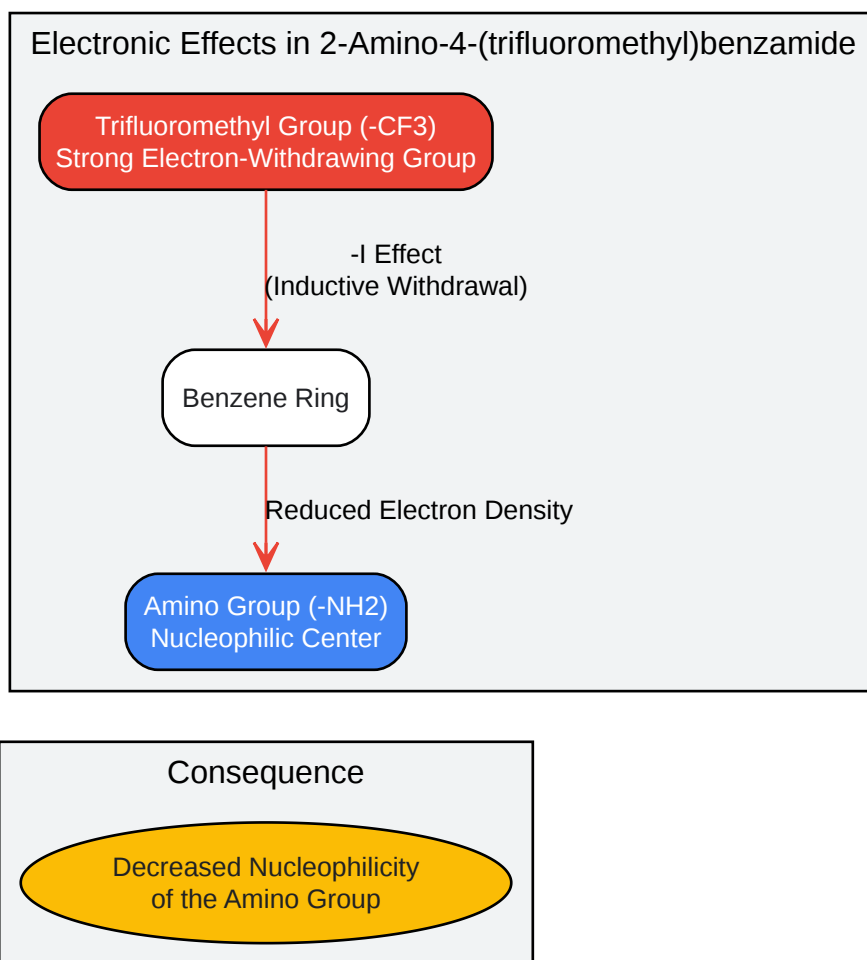 Electronic Effects in 2-Amino-4-(trifluoromethyl)benzamide
Trifluoromethyl Group (-CF3)
Strong Electron-Withdrawing Group
-I Effect
(Inductive Withdrawal)
Benzene Ring
Reduced Electron Density
Amino Group (-NH2)
Nucleophilic Center
Consequence
Decreased Nucleophilicity
of the Amino Group